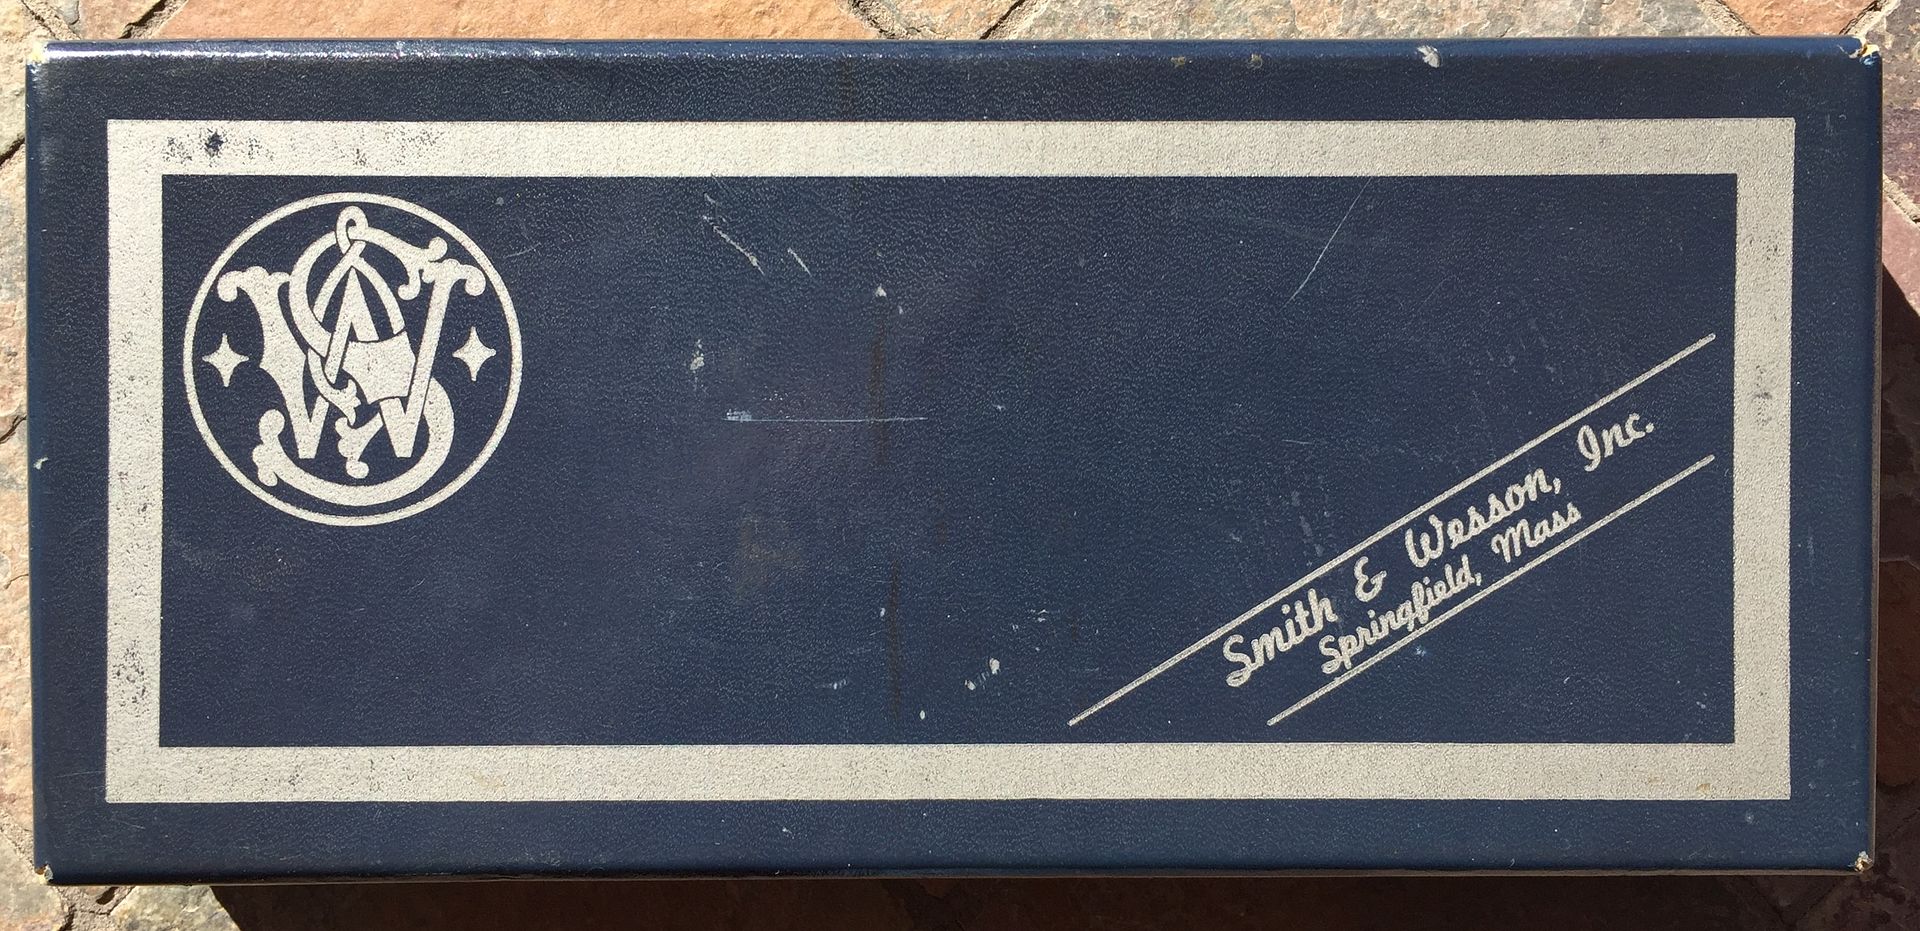 S&W
Smith & Wesson, Inc.
Springfield, Mass